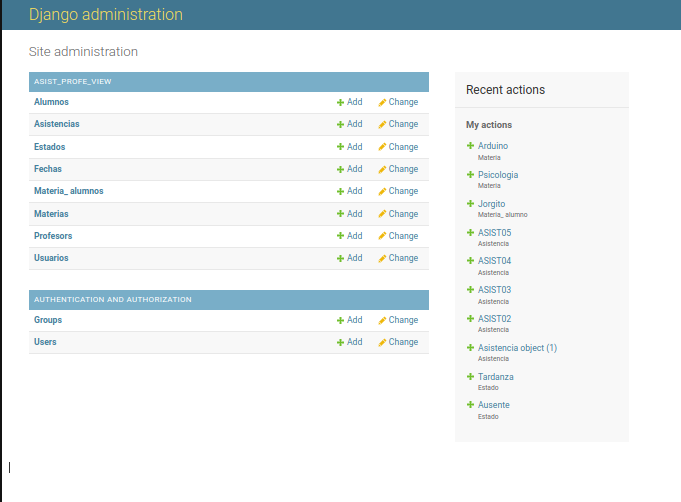 Django administration
Site administration
ASIST_PROFE_VIEW
Alumnos Add Change
Asistencias Add Change
Estados Add Change
Fechas Add Change
Materia_ alumnos Add Change
Materias Add Change
Profesors Add Change
Usuarios Add Change
AUTHENTICATION AND AUTHORIZATION
Groups Add Change
Users Add Change
Recent actions
My actions
Arduino
Materia
Psicologia
Materia
Jorgito
Materia_ alumno
ASIST05
Asistencia
ASIST04
Asistencia
ASIST03
Asistencia
ASIST02
Asistencia
Asistencia object (1)
Asistencia
Tardanza
Estado
Ausente
Estado